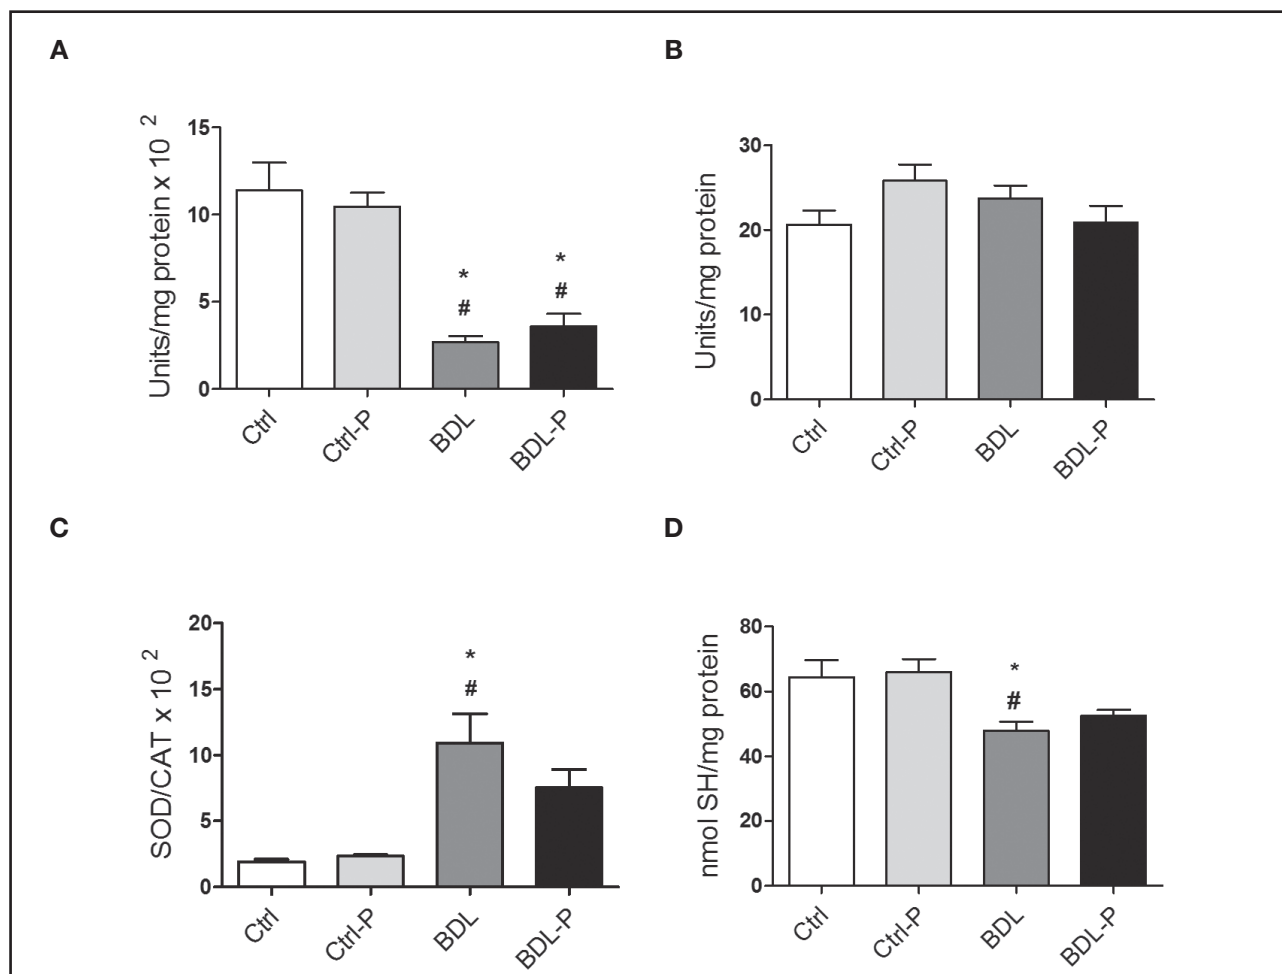 A
Units/mg protein x 10 2
15
10
5
0
*
#
*
#
Ctrl
Ctrl-P
BDL
BDL-P
B
Units/mg protein
30
20
10
0
Ctrl
Ctrl-P
BDL
BDL-P
C
SOD/CAT x 10 2
20
15
10
5
0
*
#
Ctrl
Ctrl-P
BDL
BDL-P
D
nmol SH/mg protein
80
60
40
20
0
*
#
Ctrl
Ctrl-P
BDL
BDL-P